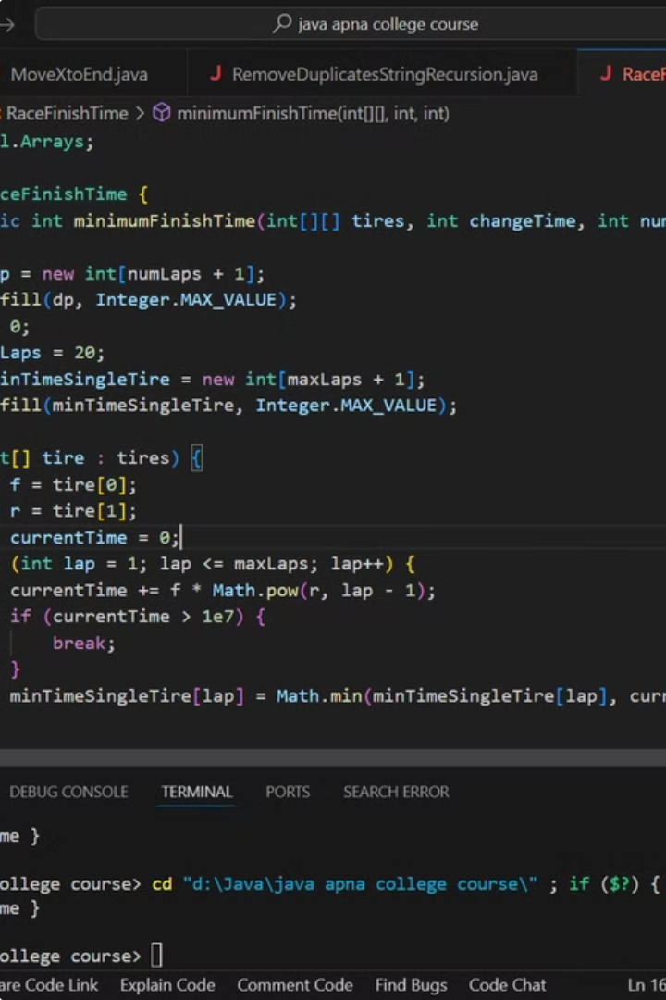 java apna college course
MoveXtoEnd.java
RemoveDuplicatesStringRecursion.java
RaceF
RaceFinishTime > minimumFinishTime(int[][], int, int)
l.Arrays;
ceFinishTime {
ic int minimumFinishTime(int[][] tires, int changeTime, int num
p = new int[numLaps + 1];
fill(dp, Integer.MAX_VALUE);
0;
Laps = 20;
inTimeSingleTire = new int[maxLaps + 1];
fill(minTimeSingleTire, Integer.MAX_VALUE);
t[] tire : tires) {
f = tire[0];
r = tire[1];
currentTime = 0;
(int lap = 1; lap <= maxLaps; lap++) {
currentTime += f * Math.pow(r, lap - 1);
if (currentTime > 1e7) {
break;
}
minTimeSingleTire[lap] = Math.min(minTimeSingleTire[lap], curr
DEBUG CONSOLE TERMINAL PORTS SEARCH ERROR
me }
ollege course> cd "d:\Java\java apna college course\" ; if ($?) {
me }
ollege course>
are Code Link Explain Code Comment Code Find Bugs Code Chat Ln 16